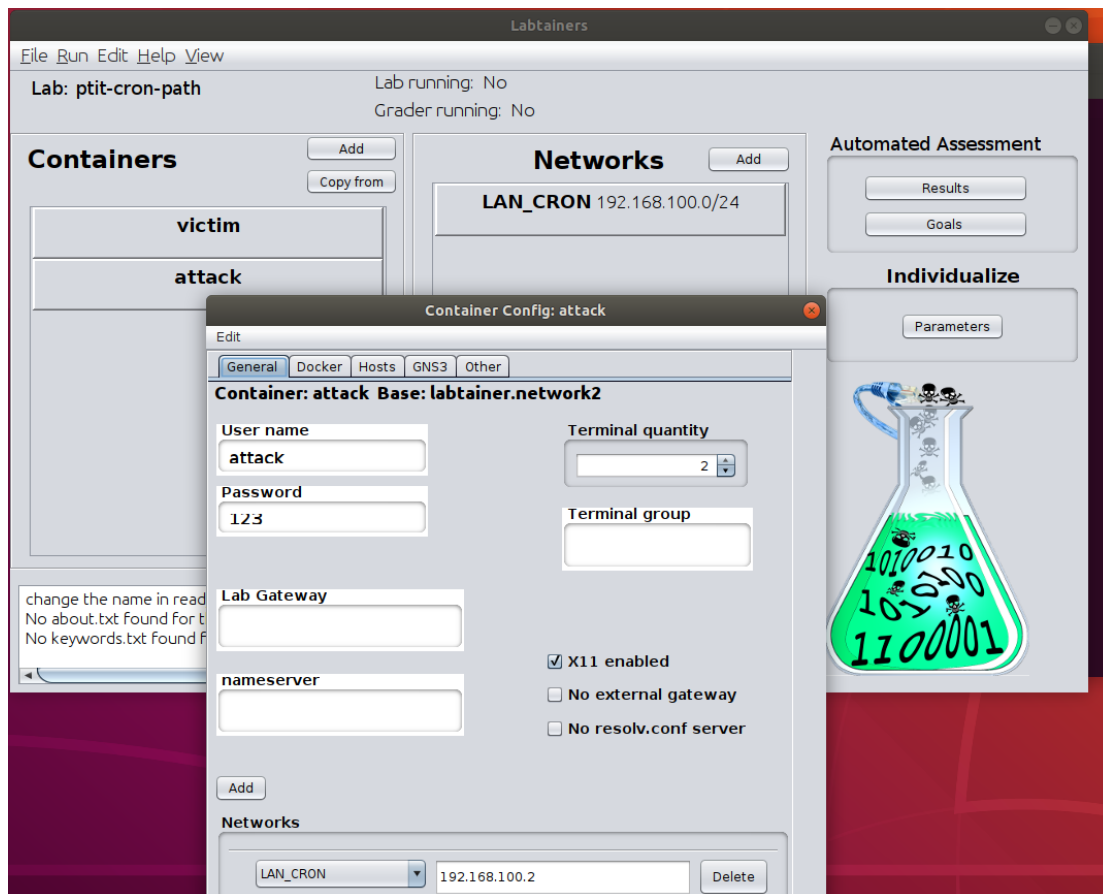 Labtainers
File Run Edit Help View
Lab: ptit-cron-path
Lab running: No
Grader running: No
Containers
Add
Copy from
victim
attack
Networks
Add
LAN_CRON 192.168.100.0/24
Automated Assessment
Results
Goals
Individualize
Parameters
change the name in read
No about.txt found for t
No keywords.txt found f
Container Config: attack
Edit
General Docker Hosts GNS3 Other
Container: attack Base: labtainer.network2
User name
attack
Password
123
Terminal quantity
2
Terminal group
Lab Gateway
nameserver
X11 enabled
No external gateway
No resolv.conf server
Add
Networks
LAN_CRON 192.168.100.2 Delete
1010010
1010100
1100001